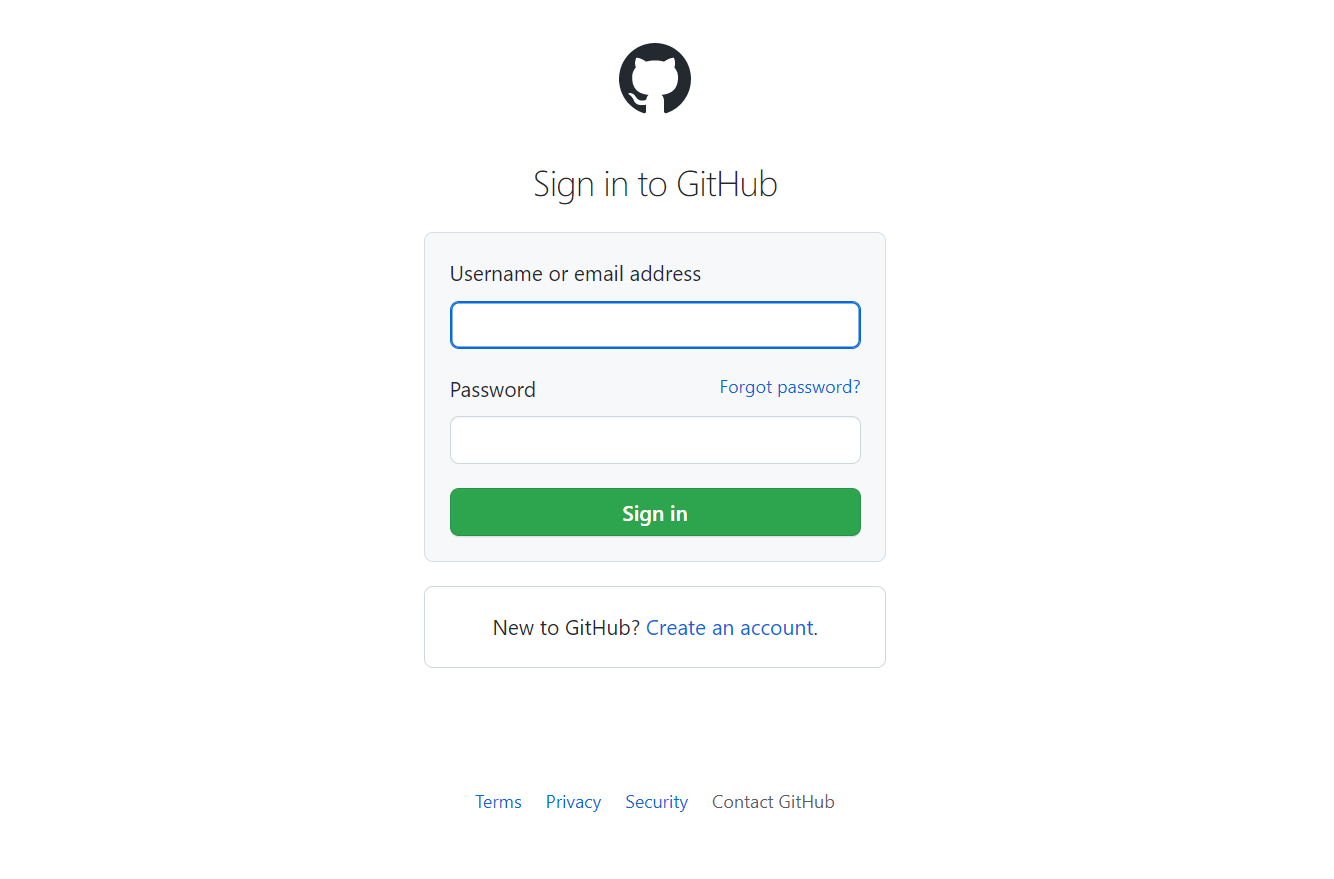 Sign in to GitHub
Username or email address
Password Forgot password?
Sign in
New to GitHub? Create an account.
Terms Privacy Security Contact GitHub